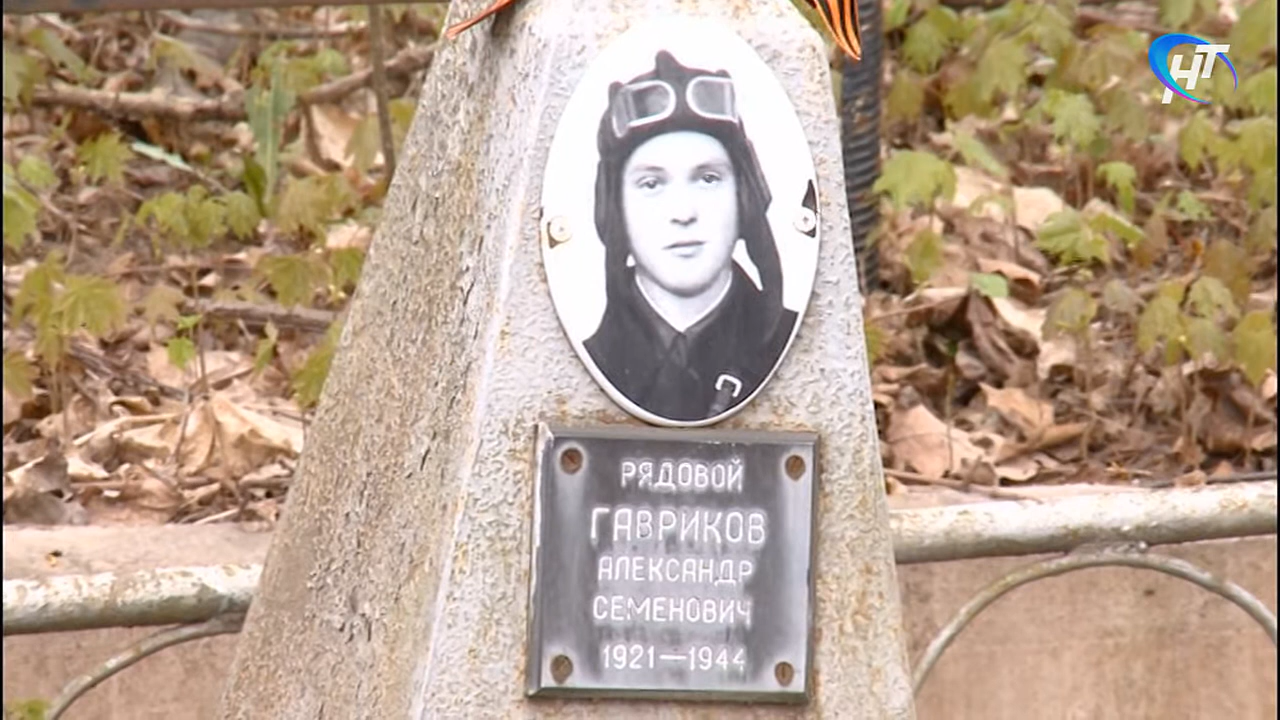 НТ
РЯДОВОЙ
ГАВРИКОВ
АЛЕКСАНДР
СЕМЕНОВИЧ
1921—1944